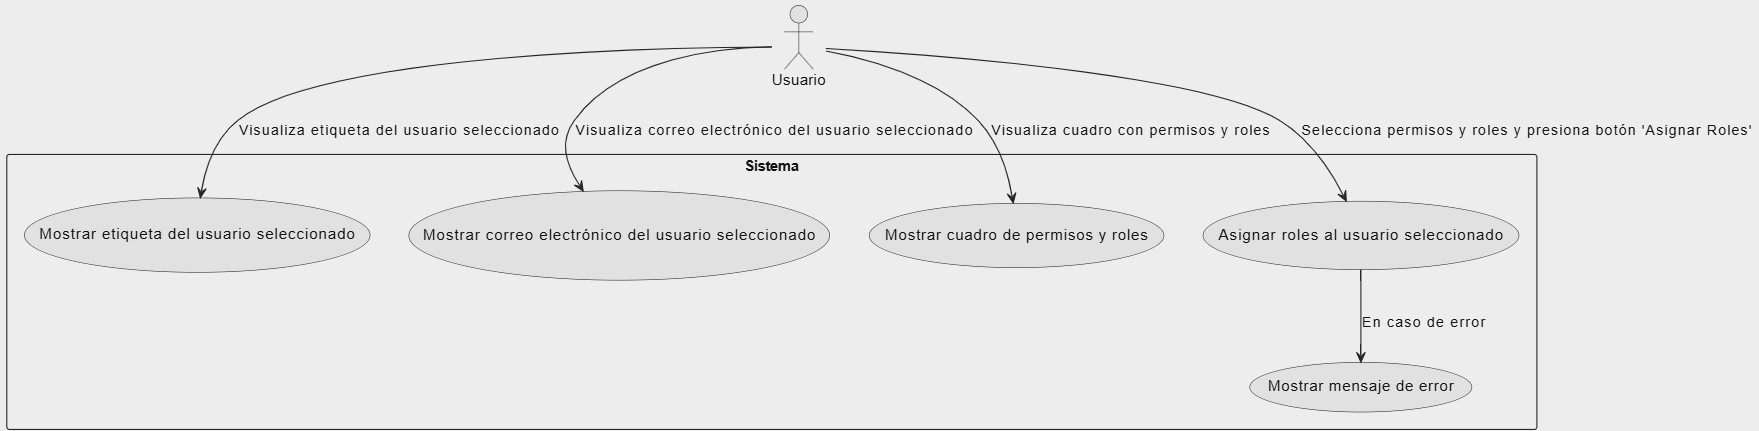 Usuario
Visualiza etiqueta del usuario seleccionado
Visualiza correo electrónico del usuario seleccionado
Visualiza cuadro con permisos y roles
Selecciona permisos y roles y presiona botón 'Asignar Roles'
Sistema
Mostrar etiqueta del usuario seleccionado
Mostrar correo electrónico del usuario seleccionado
Mostrar cuadro de permisos y roles
Asignar roles al usuario seleccionado
En caso de error
Mostrar mensaje de error